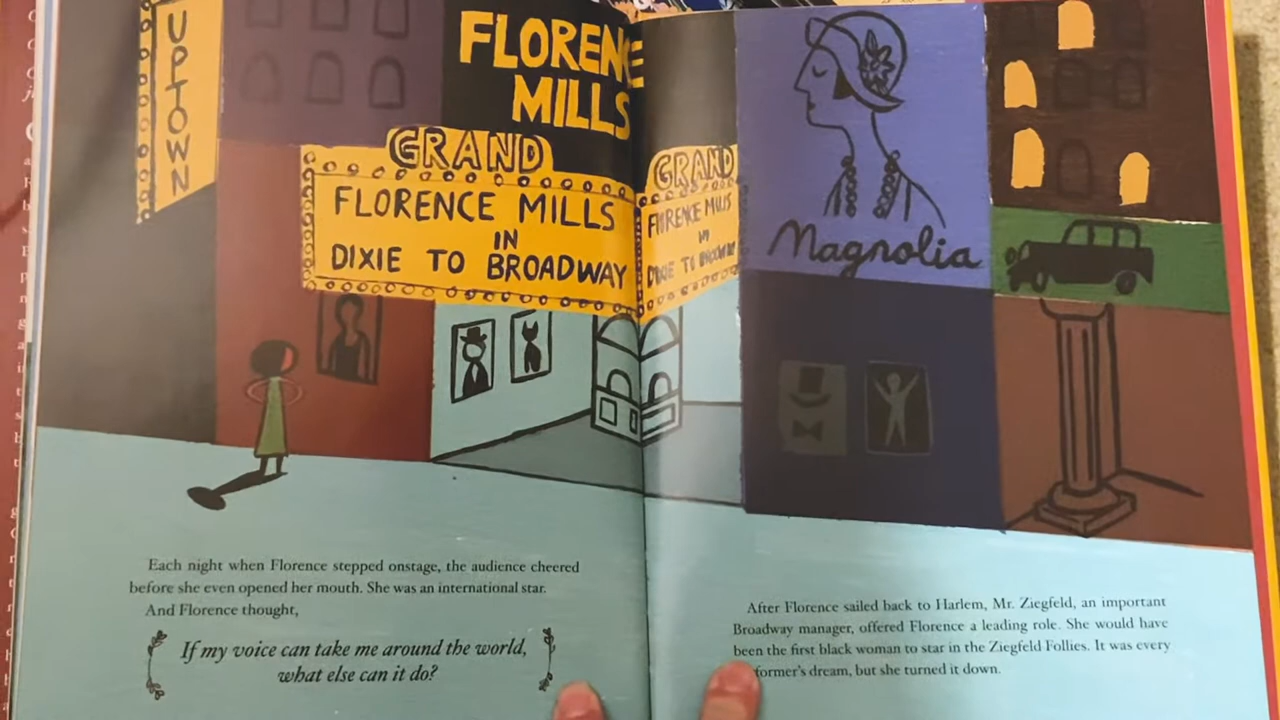 UPTOWN
FLORENCE
MILLS
GRAND
FLORENCE MILLS
IN
DIXIE TO BROADWAY
GRAND
FLORENCE MILLS
IN
DIXIE TO BROADWAY
Magnolia
Each night when Florence stepped onstage, the audience cheered
before she even opened her mouth. She was an international star.
And Florence thought,
If my voice can take me around the world,
what else can it do?
After Florence sailed back to Harlem, Mr. Ziegfeld, an important
Broadway manager, offered Florence a leading role. She would have
been the first black woman to star in the Ziegfeld Follies. It was every
former's dream, but she turned it down.